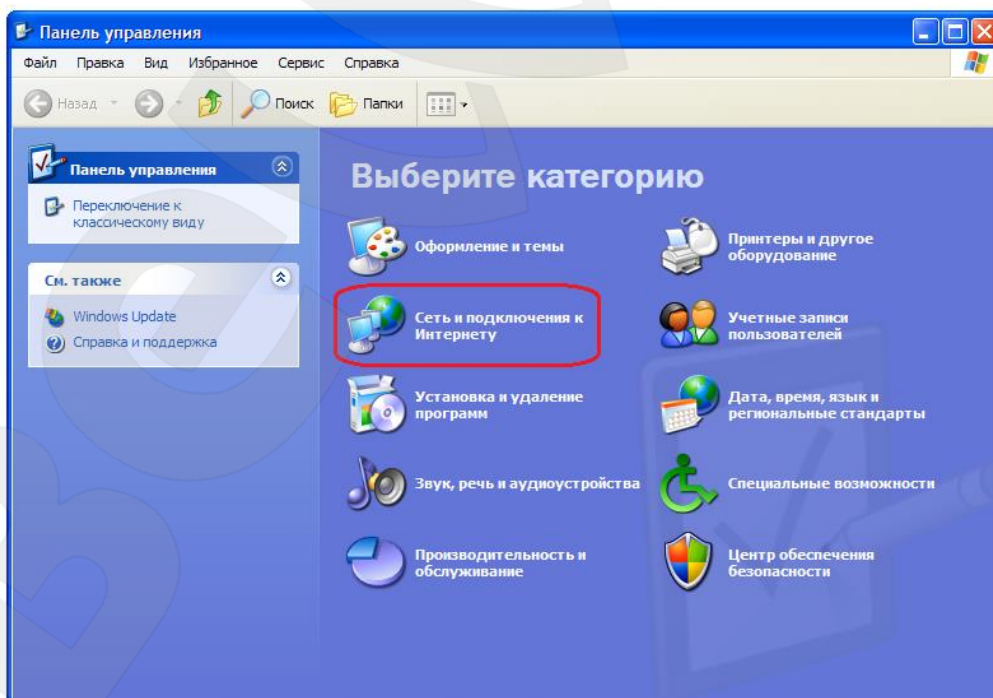 Панель управления
Файл Правка Вид Избранное Сервис Справка
Назад Поиск Папки
Панель управления
Переключение к
классическому виду
См. также
Windows Update
Справка и поддержка
Выберите категорию
Оформление и темы
Принтеры и другое
оборудование
Сеть и подключения к
Интернету
Учетные записи
пользователей
Установка и удаление
программ
Дата, время, язык и
региональные стандарты
Звук, речь и аудиоустройства
Специальные возможности
Производительность и
обслуживание
Центр обеспечения
безопасности